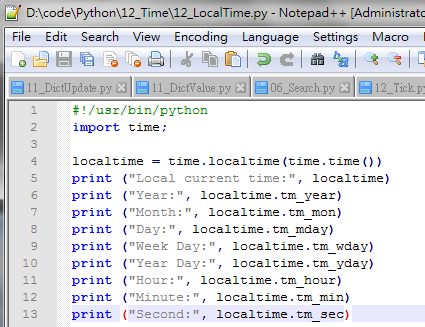 D:\code\Python\12_Time\12_LocalTime.py - Notepad++ [Administrato
File Edit Search View Encoding Language Settings Macro
11_DictUpdate.py 11_DictValue.py 06_Search.py 12_Tick.py
1 #!/usr/bin/python
2 import time;
3
4 localtime = time.localtime(time.time())
5 print ("Local current time:", localtime)
6 print ("Year:", localtime.tm_year)
7 print ("Month:", localtime.tm_mon)
8 print ("Day:", localtime.tm_mday)
9 print ("Week Day:", localtime.tm_wday)
10 print ("Year Day:", localtime.tm_yday)
11 print ("Hour:", localtime.tm_hour)
12 print ("Minute:", localtime.tm_min)
13 print ("Second:", localtime.tm_sec)